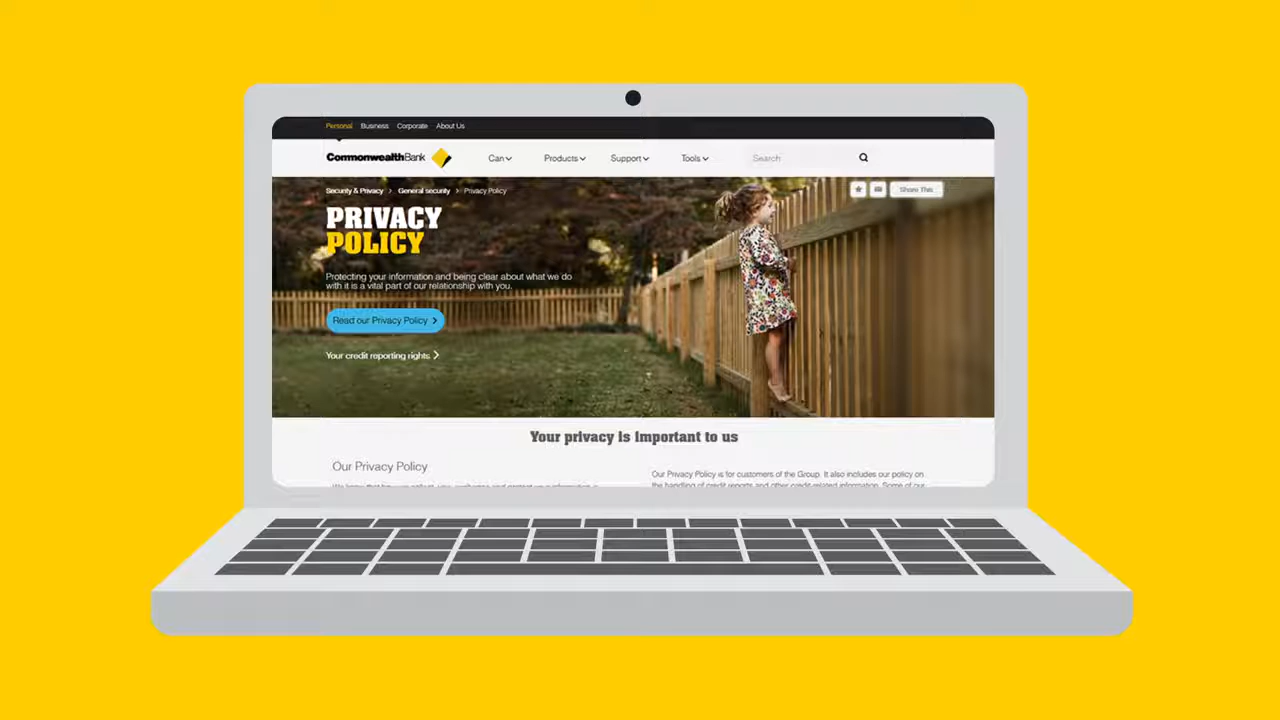 Personal Business Corporate About Us
CommonwealthBank Can Products Support Tools Search
Security & Privacy > General security > Privacy Policy Share This
PRIVACY
POLICY
Protecting your information and being clear about what we do
with it is a vital part of our relationship with you.
Read our Privacy Policy >
Your credit reporting rights >
Your privacy is important to us
Our Privacy Policy
Our Privacy Policy is for customers of the Group. It also includes our policy on
the handling of credit reports and other credit-related information. Some of our